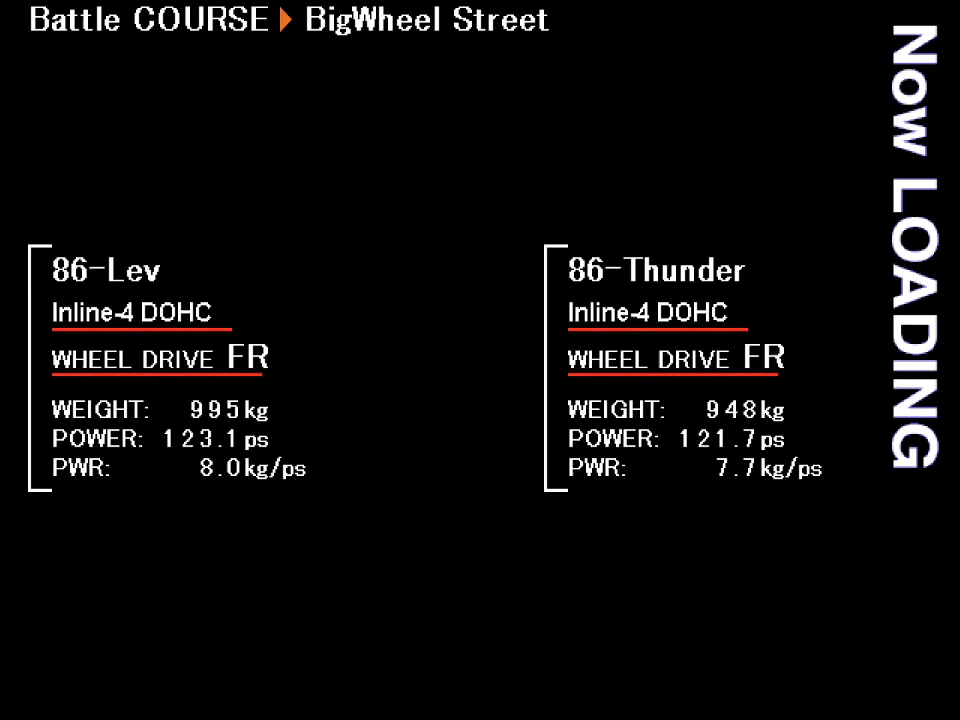 Battle COURSE BigWheel Street
Now LOADING
86-Lev
Inline-4 DOHC
WHEEL DRIVE FR
WEIGHT: 995kg
POWER: 123.1ps
PWR: 8.0kg/ps
86-Thunder
Inline-4 DOHC
WHEEL DRIVE FR
WEIGHT: 948kg
POWER: 121.7ps
PWR: 7.7kg/ps